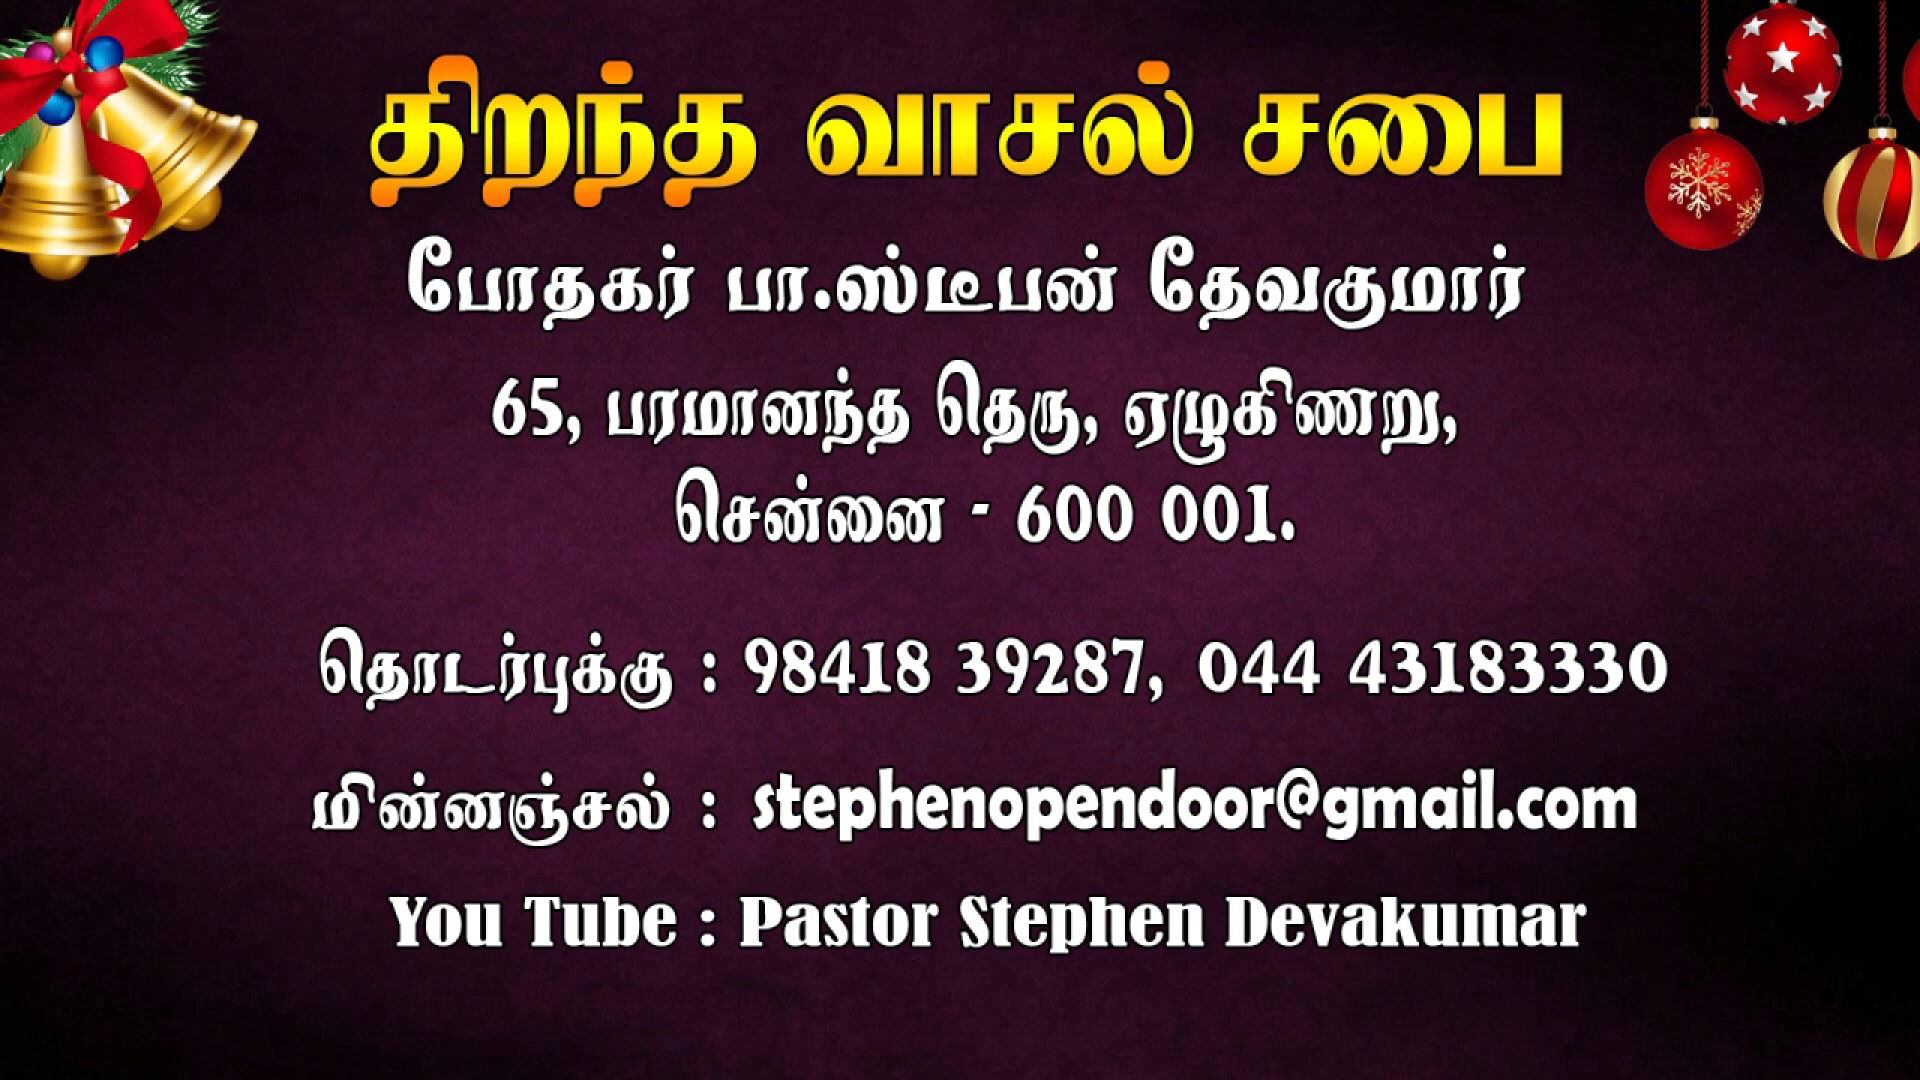 திறந்த வாசல் சபை
போதகர் பா.ஸ்டீபன் தேவகுமார்
65, பரமானந்த தெரு, ஏழுகிணறு,
சென்னை - 600 001.
தொடர்புக்கு : 98418 39287, 044 43183330
மின்னஞ்சல் : stephenopendoor@gmail.com
You Tube : Pastor Stephen Devakumar